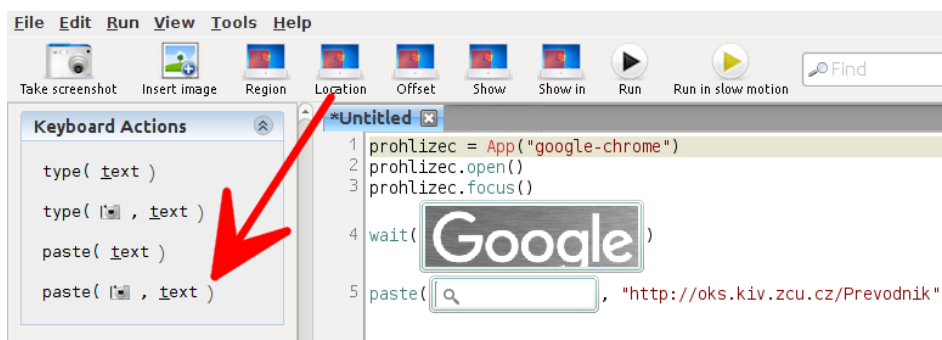 File Edit Run View Tools Help
Take screenshot Insert image Region Location Offset Show Show in Run Run in slow motion Find
Keyboard Actions
type( text )
type( , text )
paste( text )
paste( , text )
*Untitled
1 prohlizec = App("google-chrome")
2 prohlizec.open()
3 prohlizec.focus()
4 wait( Google )
5 paste( , "http://oks.kiv.zcu.cz/Prevodnik"